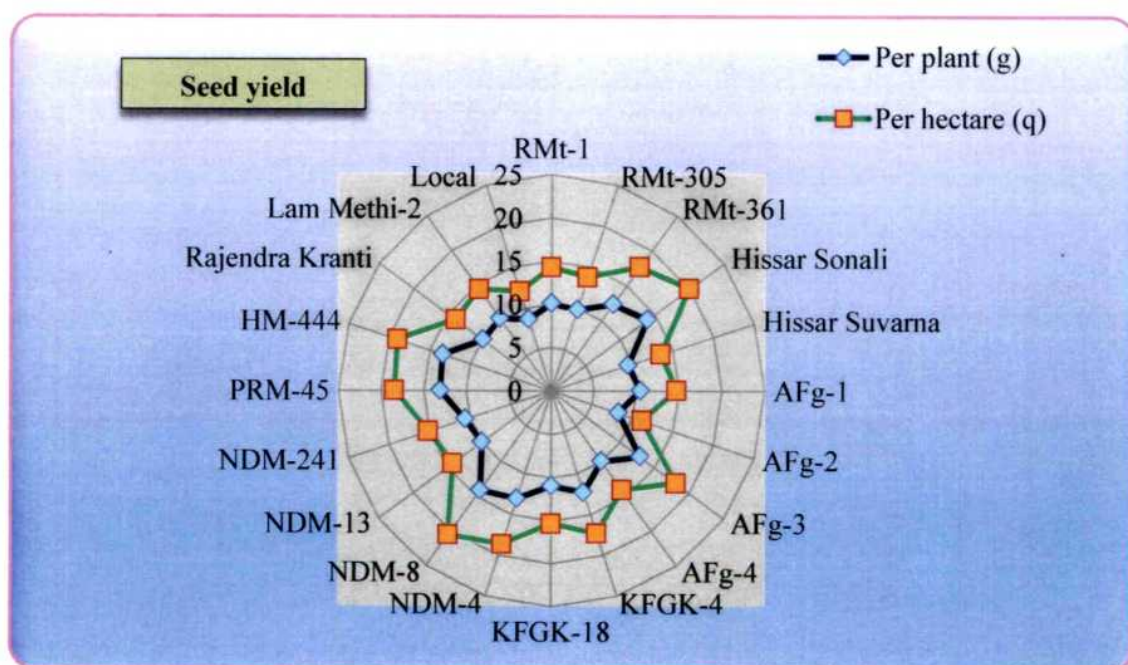 Seed yield
Per plant (g)
Per hectare (q)
RMt-1
RMt-305
RMt-361
Hissar Sonali
Hissar Suvarna
AFg-1
AFg-2
AFg-3
AFg-4
KFGK-4
KFGK-18
NDM-4
NDM-8
NDM-13
NDM-241
PRM-45
HM-444
Rajendra Kranti
Lam Methi-2
Local
25
20
15
10
5
0